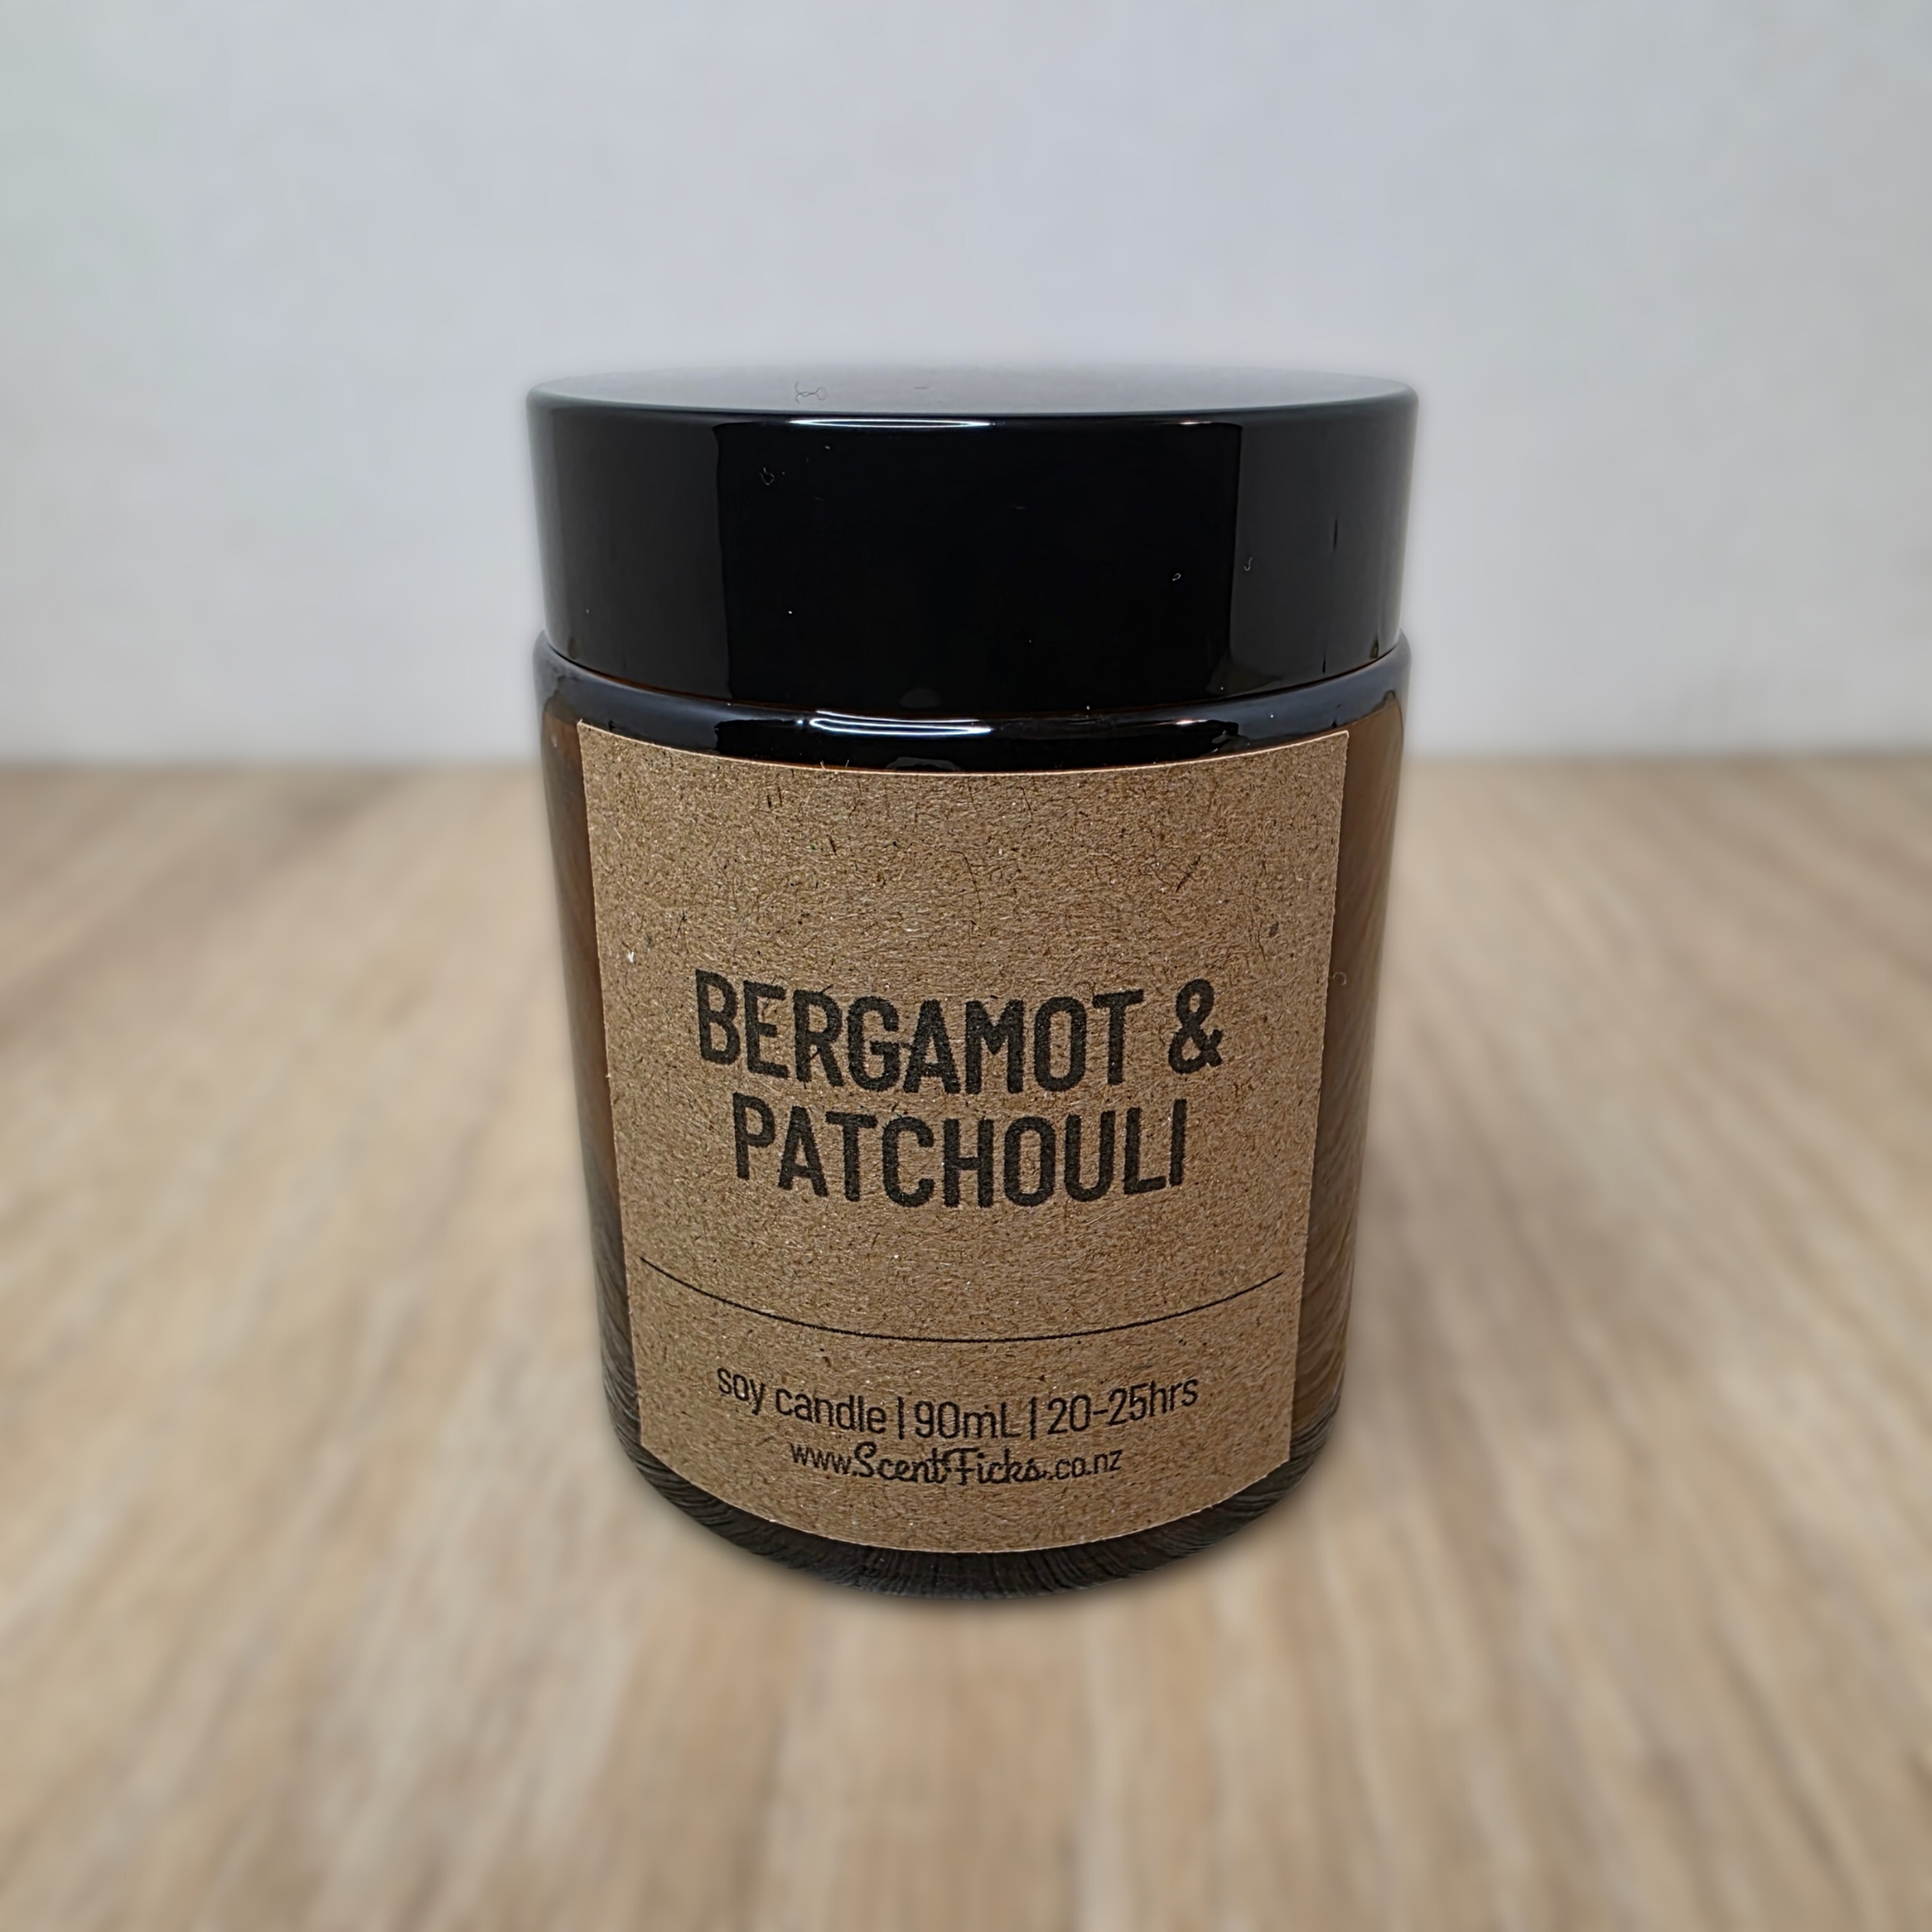 BERGAMOT &
PATCHOULI
soy candle | 90mL | 20-25hrs
www.ScentFicks.co.nz